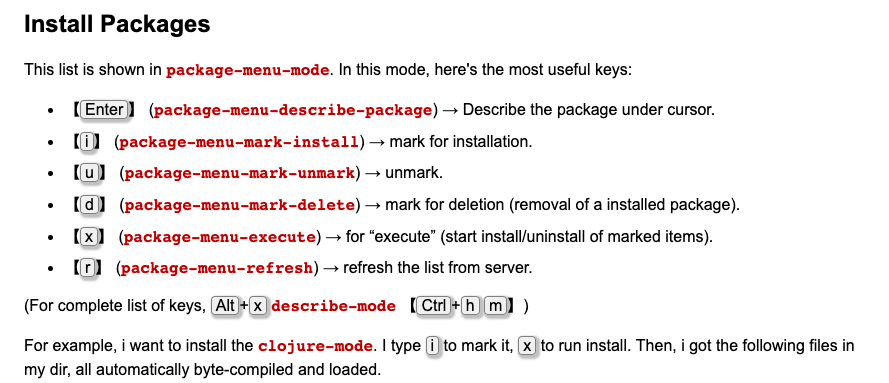 Install Packages
This list is shown in package-menu-mode. In this mode, here's the most useful keys:
• 【Enter】 (package-menu-describe-package) → Describe the package under cursor.
• 【i】 (package-menu-mark-install) → mark for installation.
• 【u】 (package-menu-mark-unmark) → unmark.
• 【d】 (package-menu-mark-delete) → mark for deletion (removal of a installed package).
• 【x】 (package-menu-execute) → for “execute” (start install/uninstall of marked items).
• 【r】 (package-menu-refresh) → refresh the list from server.
(For complete list of keys, Alt+x describe-mode 【Ctrl+h m】 )
For example, i want to install the clojure-mode. I type i to mark it, x to run install. Then, i got the following files in
my dir, all automatically byte-compiled and loaded.